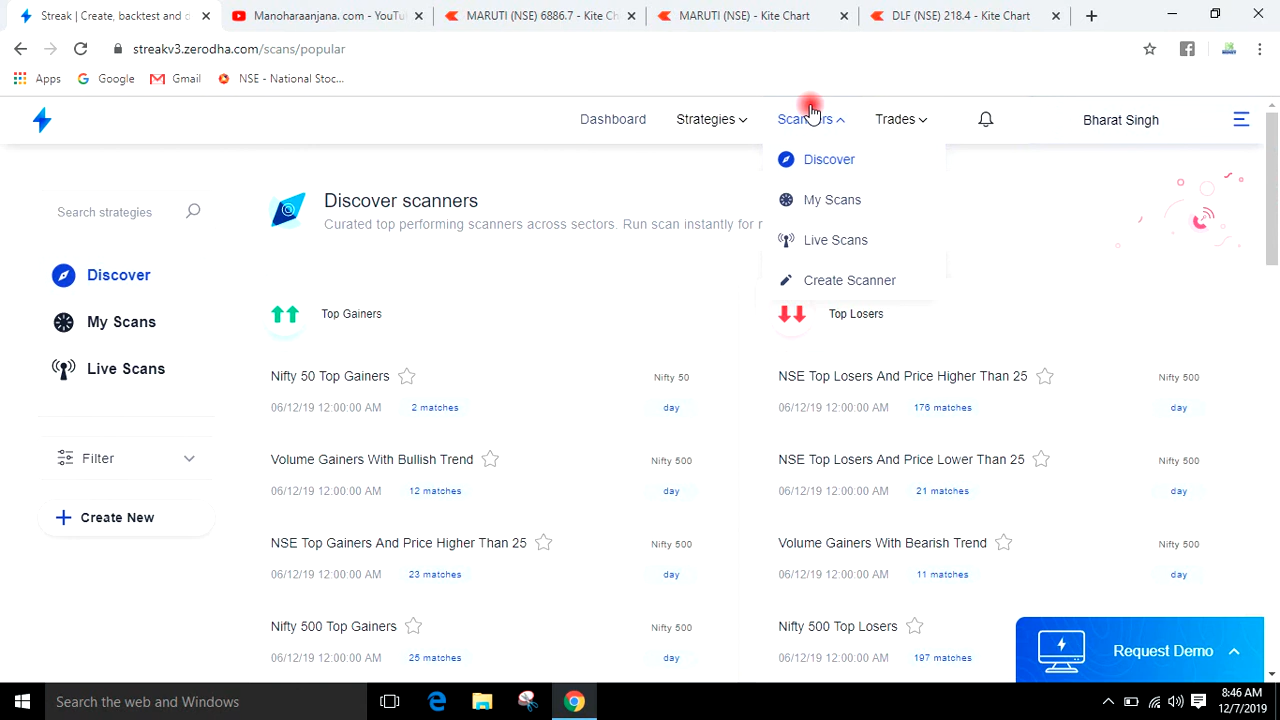 Streak | Create, backtest and d
Manoharaanjana. com - YouTu
MARUTI (NSE) 6886.7 - Kite Ch
MARUTI (NSE) - Kite Chart
DLF (NSE) 218.4 - Kite Chart
streakv3.zerodha.com/scans/popular
Apps
Google
Gmail
NSE - National Stoc...
Dashboard
Strategies
Scanners
Trades
Bharat Singh
Discover
My Scans
Live Scans
Create Scanner
Search strategies
Discover
My Scans
Live Scans
Filter
Create New
Discover scanners
Curated top performing scanners across sectors. Run scan instantly for r
Top Gainers
Nifty 50 Top Gainers
Nifty 50
06/12/19 12:00:00 AM
2 matches
day
Volume Gainers With Bullish Trend
Nifty 500
06/12/19 12:00:00 AM
12 matches
day
NSE Top Gainers And Price Higher Than 25
Nifty 500
06/12/19 12:00:00 AM
23 matches
day
Nifty 500 Top Gainers
Nifty 500
06/12/19 12:00:00 AM
25 matches
day
Top Losers
NSE Top Losers And Price Higher Than 25
Nifty 500
06/12/19 12:00:00 AM
176 matches
day
NSE Top Losers And Price Lower Than 25
Nifty 500
06/12/19 12:00:00 AM
21 matches
day
Volume Gainers With Bearish Trend
Nifty 500
06/12/19 12:00:00 AM
11 matches
day
Nifty 500 Top Losers
06/12/19 12:00:00 AM
197 matches
Request Demo
Search the web and Windows
8:46 AM
12/7/2019